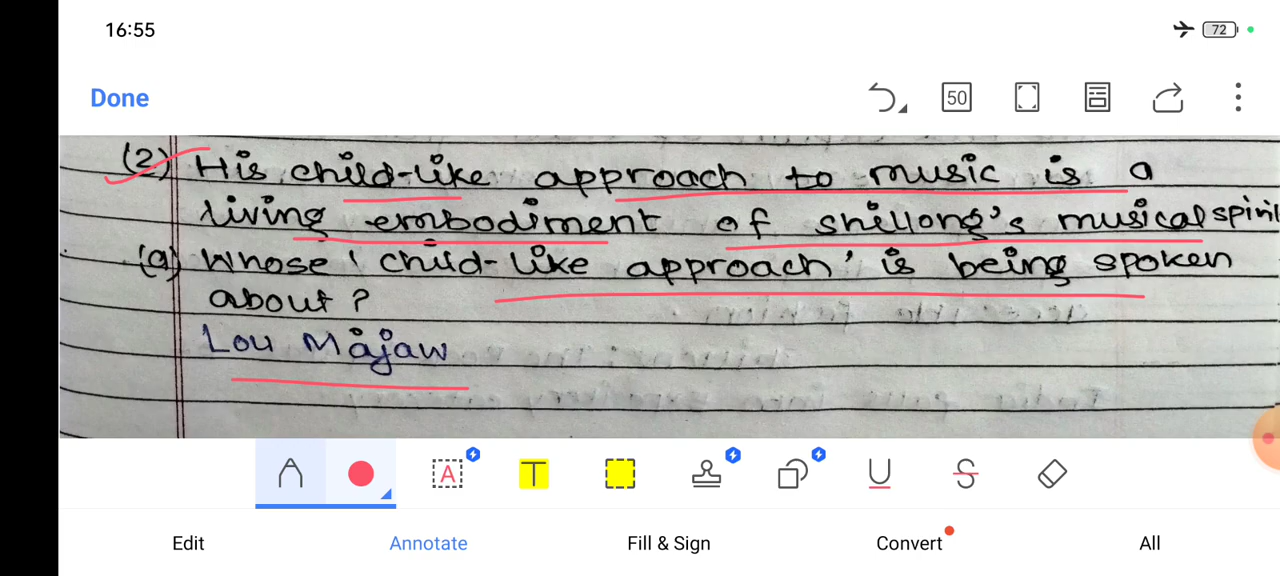 16:55
72
Done
50
(2) His child-like approach to music is a
living embodiment of shillong's musical spirit
(a) Whose 'child-like approach' is being spoken
about?
Lou Majaw
A
T
U
S
Edit
Annotate
Fill & Sign
Convert
All